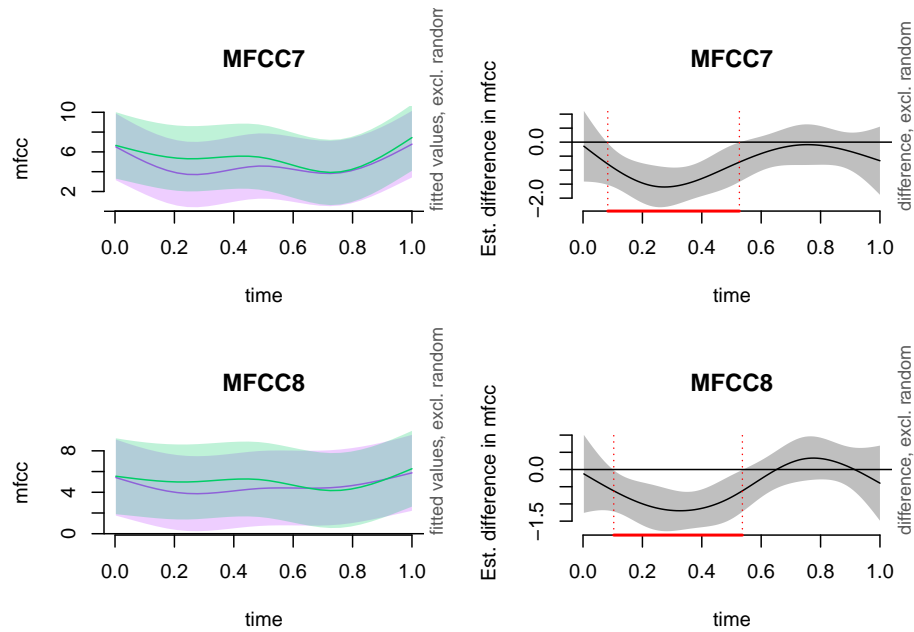 MFCC7
mfcc
10
6
2
0.0 0.2 0.4 0.6 0.8 1.0
time
fitted values, excl. random
MFCC7
Est. difference in mfcc
0.0
−2.0
0.0 0.2 0.4 0.6 0.8 1.0
time
difference, excl. random
MFCC8
mfcc
8
4
0
0.0 0.2 0.4 0.6 0.8 1.0
time
fitted values, excl. random
MFCC8
Est. difference in mfcc
0.0
−1.5
0.0 0.2 0.4 0.6 0.8 1.0
time
difference, excl. random